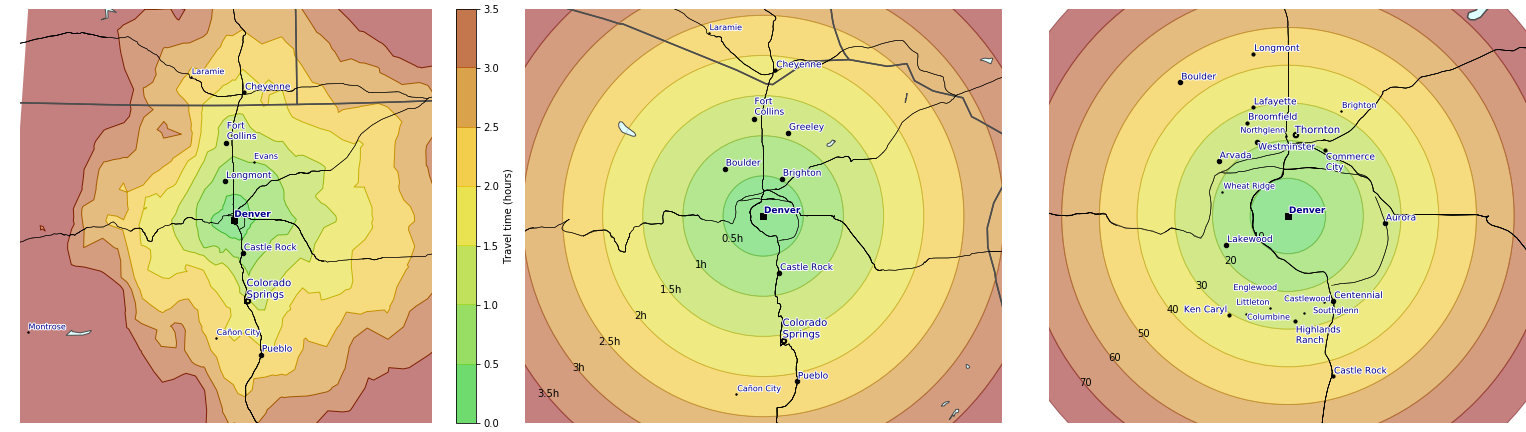 Laramie
Cheyenne
Fort
Collins
Evans
Longmont
Denver
Castle Rock
Colorado
Springs
Montrose
Cañon City
Pueblo
3.5
3.0
2.5
2.0
1.5
1.0
0.5
0.0
Travel time (hours)
Laramie
Cheyenne
Fort
Collins
Greeley
Boulder
Brighton
Denver
0.5h
1h
Castle Rock
1.5h
2h
Colorado
Springs
2.5h
3h
Pueblo
Cañon City
3.5h
Longmont
Boulder
Lafayette
Brighton
Broomfield
Northglenn
Thornton
Westminster
Arvada
Commerce
City
Wheat Ridge
Denver
Aurora
10
Lakewood
20
30
Englewood
Castlewood
Centennial
Littleton
40
Ken Caryl
Southglenn
Columbine
50
Highlands
Ranch
60
Castle Rock
70